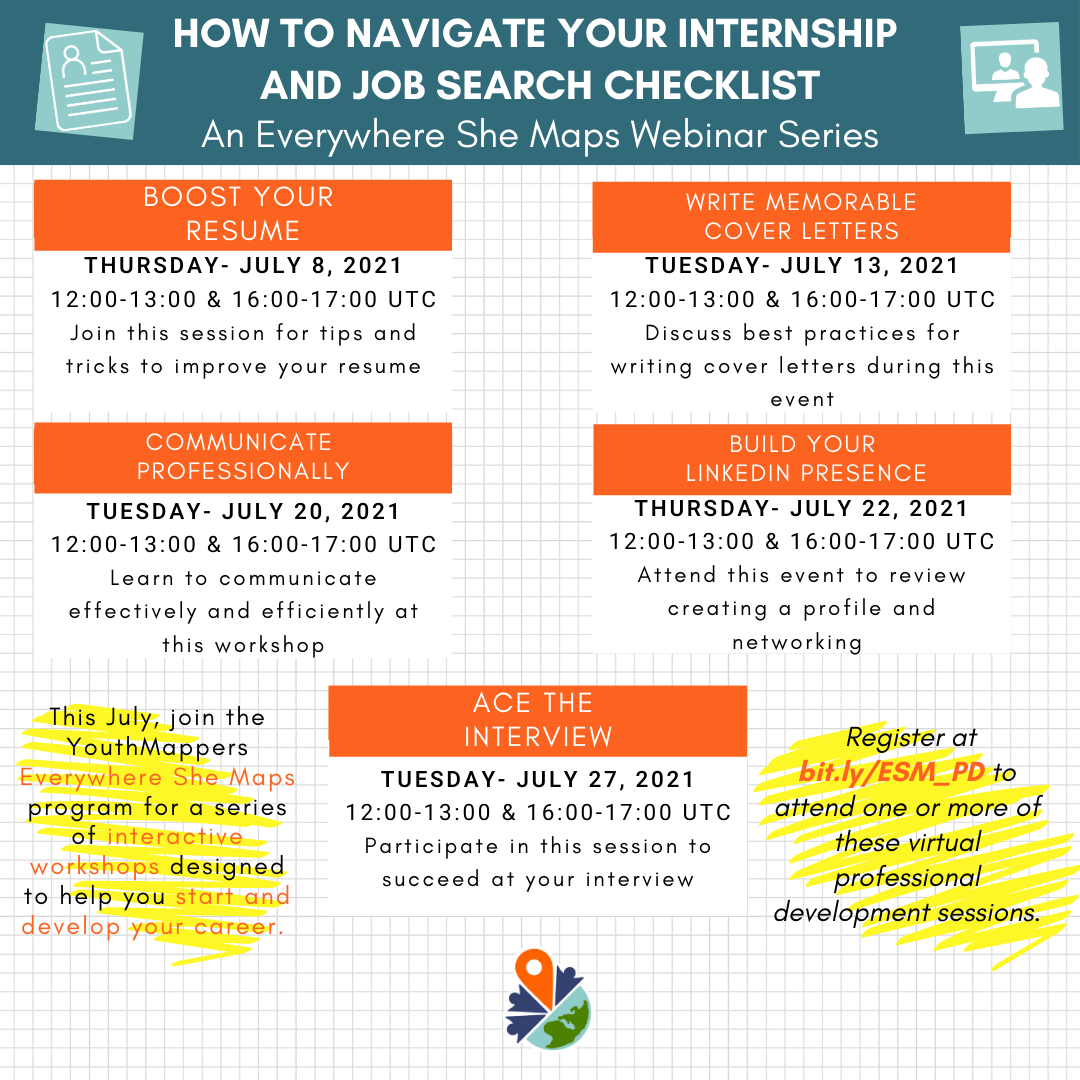 HOW TO NAVIGATE YOUR INTERNSHIP
AND JOB SEARCH CHECKLIST
An Everywhere She Maps Webinar Series
BOOST YOUR
RESUME
THURSDAY- JULY 8, 2021
12:00-13:00 & 16:00-17:00 UTC
Join this session for tips and
tricks to improve your resume
WRITE MEMORABLE
COVER LETTERS
TUESDAY- JULY 13, 2021
12:00-13:00 & 16:00-17:00 UTC
Discuss best practices for
writing cover letters during this
event
COMMUNICATE
PROFESSIONALLY
TUESDAY- JULY 20, 2021
12:00-13:00 & 16:00-17:00 UTC
Learn to communicate
effectively and efficiently at
this workshop
BUILD YOUR
LINKEDIN PRESENCE
THURSDAY- JULY 22, 2021
12:00-13:00 & 16:00-17:00 UTC
Attend this event to review
creating a profile and
networking
This July, join the
YouthMappers
Everywhere She Maps
program for a series
of interactive
workshops designed
to help you start and
develop your career.
ACE THE
INTERVIEW
TUESDAY- JULY 27, 2021
12:00-13:00 & 16:00-17:00 UTC
Participate in this session to
succeed at your interview
Register at
bit.ly/ESM_PD to
attend one or more of
these virtual
professional
development sessions.